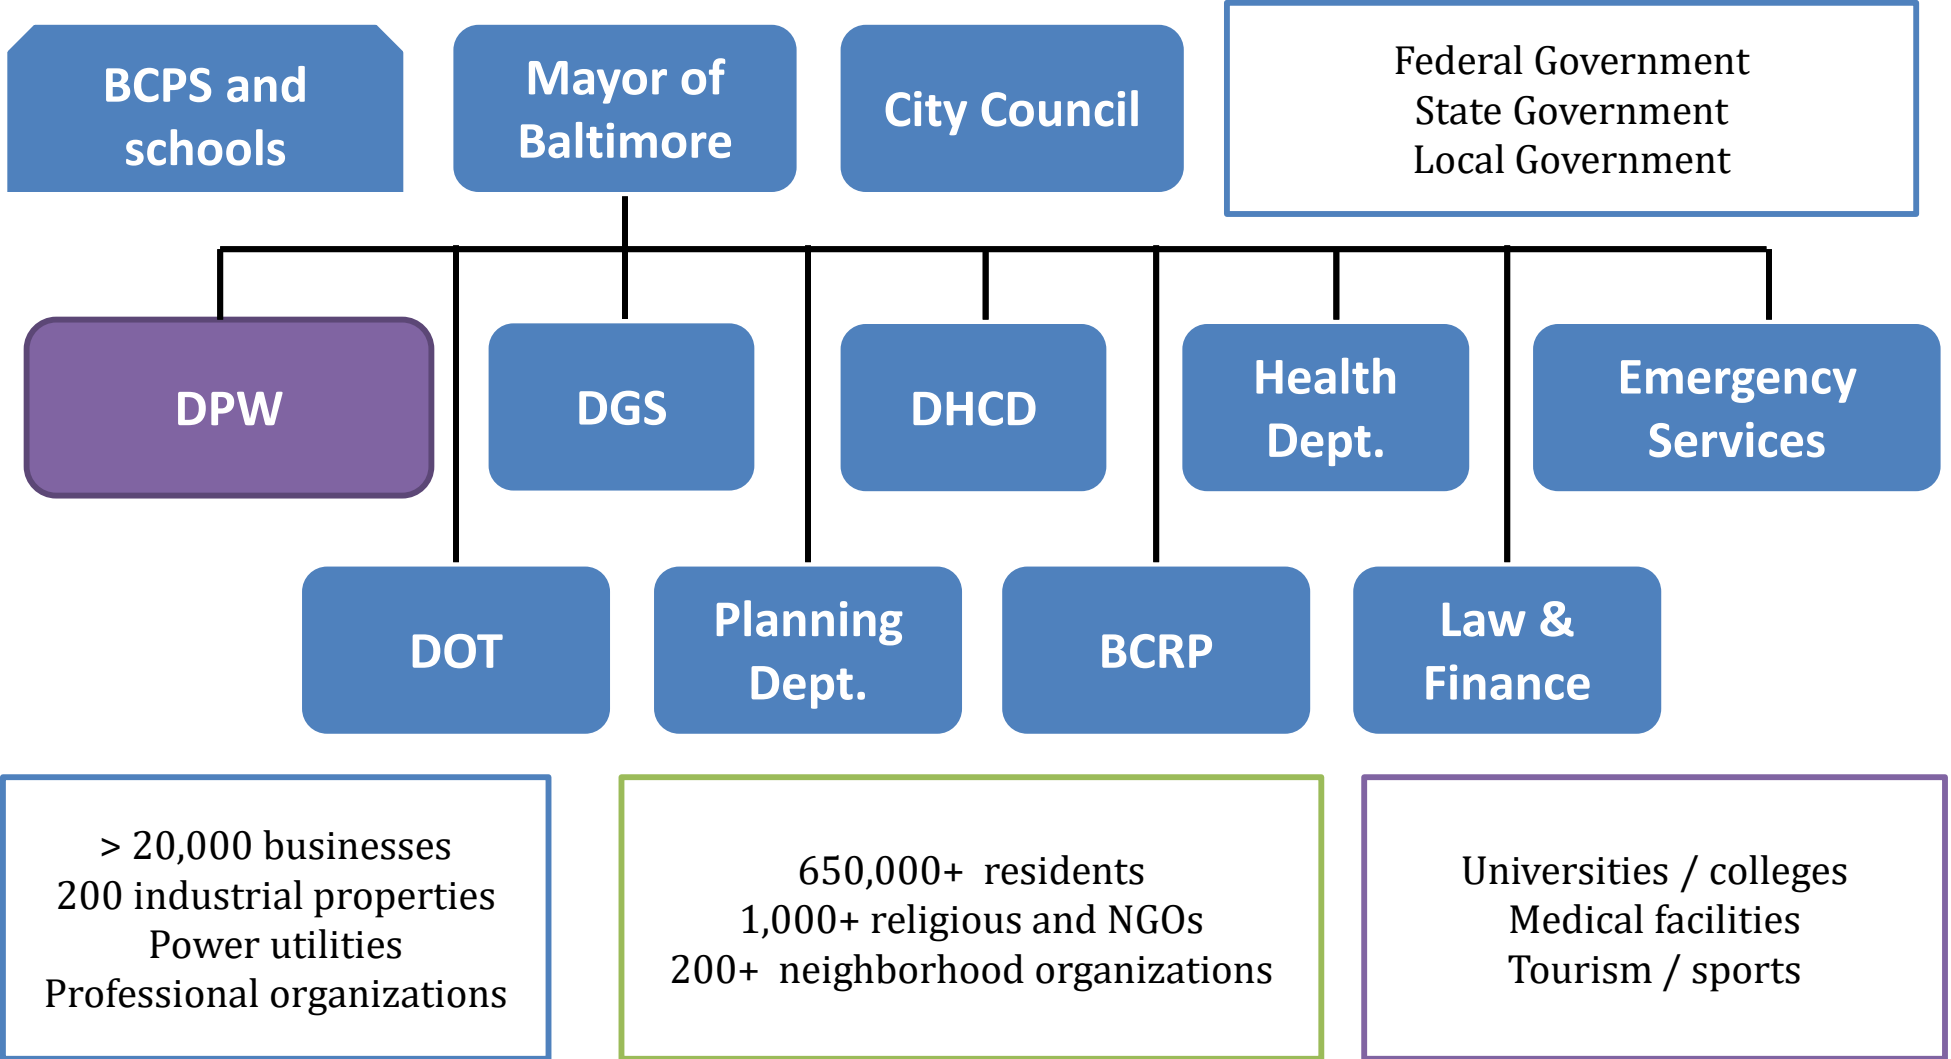 BCPS and
schools
Mayor of
Baltimore
City Council
Federal Government
State Government
Local Government
DPW
DGS
DHCD
Health
Dept.
Emergency
Services
DOT
Planning
Dept.
BCRP
Law &
Finance
> 20,000 businesses
200 industrial properties
Power utilities
Professional organizations
650,000+ residents
1,000+ religious and NGOs
200+ neighborhood organizations
Universities / colleges
Medical facilities
Tourism / sports